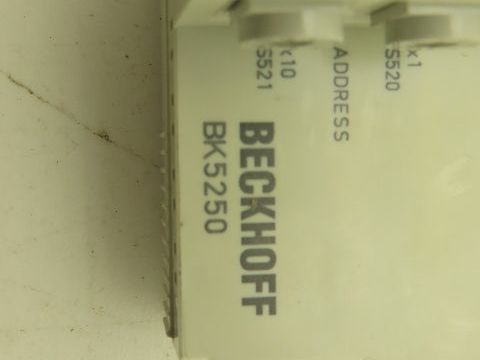 x1
S520
ADDRESS
x10
S521
BECKHOFF
BK5250